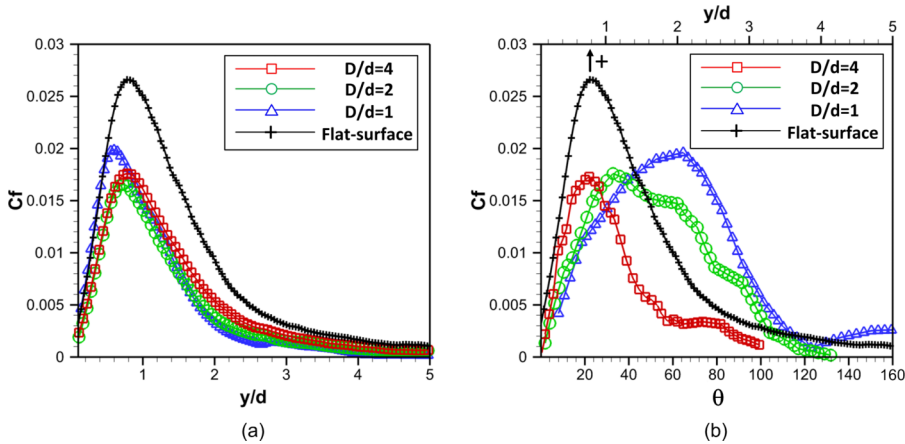 (a)
0.03
0.025
0.02
0.015
0.01
0.005
0
Cf
1
2
3
4
5
y/d
D/d=4
D/d=2
D/d=1
Flat-surface
(a)
(b)
y/d
0
1
2
3
4
5
0.03
0.025
0.02
0.015
0.01
0.005
0
Cf
0
20
40
60
80
100
120
140
160
θ
D/d=4
D/d=2
D/d=1
Flat-surface
(b)